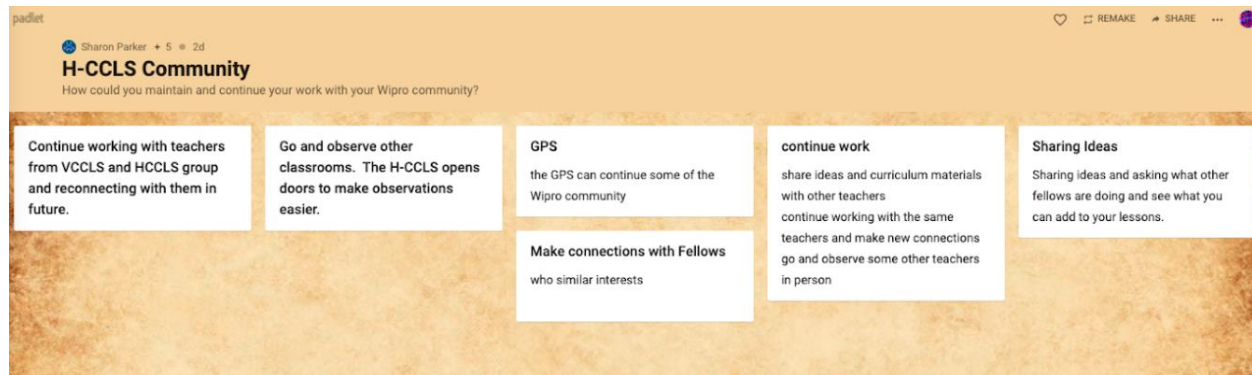 padlet
REMAKE
SHARE
Sharon Parker + 5 • 2d
H-CCLS Community
How could you maintain and continue your work with your Wipro community?
Continue working with teachers
from VCCLS and HCCLS group
and reconnecting with them in
future.
Go and observe other
classrooms. The H-CCLS opens
doors to make observations
easier.
GPS
the GPS can continue some of the
Wipro community
Make connections with Fellows
who similar interests
continue work
share ideas and curriculum materials
with other teachers
continue working with the same
teachers and make new connections
go and observe some other teachers
in person
Sharing Ideas
Sharing ideas and asking what other
fellows are doing and see what you
can add to your lessons.